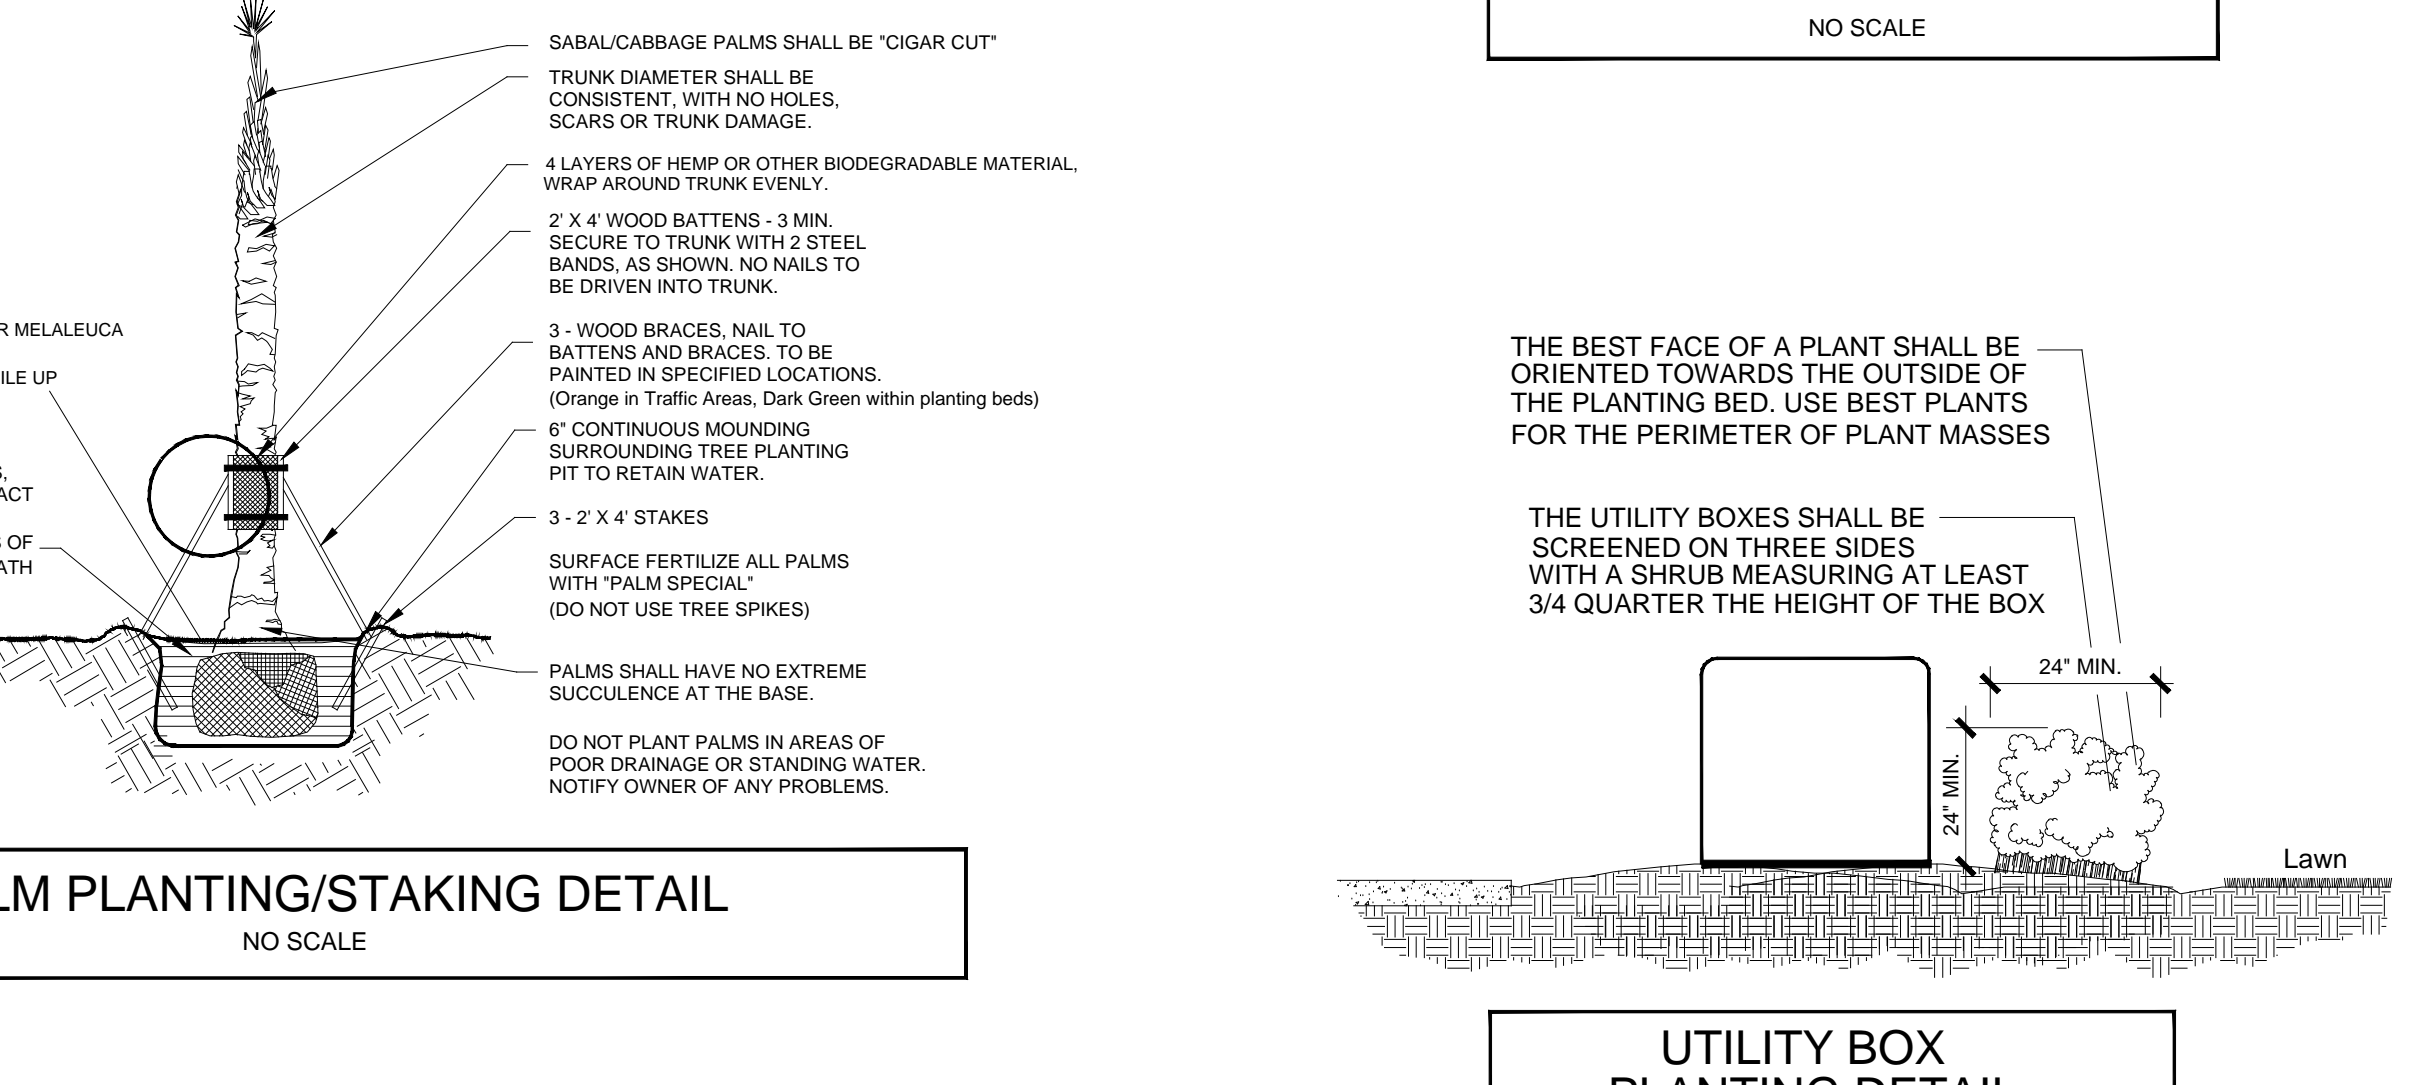 SABAL/CABBAGE PALMS SHALL BE "CIGAR CUT"
TRUNK DIAMETER SHALL BE
CONSISTENT, WITH NO HOLES,
SCARS OR TRUNK DAMAGE.
4 LAYERS OF HEMP OR OTHER BIODEGRADABLE MATERIAL,
WRAP AROUND TRUNK EVENLY.
2' X 4' WOOD BATTENS - 3 MIN.
SECURE TO TRUNK WITH 2 STEEL
BANDS, AS SHOWN. NO NAILS TO
BE DRIVEN INTO TRUNK.
3 - WOOD BRACES, NAIL TO
BATTENS AND BRACES. TO BE
PAINTED IN SPECIFIED LOCATIONS.
(Orange in Traffic Areas, Dark Green within planting beds)
6" CONTINUOUS MOUNDING
SURROUNDING TREE PLANTING
PIT TO RETAIN WATER.
3 - 2' X 4' STAKES
SURFACE FERTILIZE ALL PALMS
WITH "PALM SPECIAL"
(DO NOT USE TREE SPIKES)
PALMS SHALL HAVE NO EXTREME
SUCCULENCE AT THE BASE.
DO NOT PLANT PALMS IN AREAS OF
POOR DRAINAGE OR STANDING WATER.
NOTIFY OWNER OF ANY PROBLEMS.
R MELALEUCA
ILE UP
S,
ACT
S OF
ATH
LM PLANTING/STAKING DETAIL
NO SCALE
NO SCALE
THE BEST FACE OF A PLANT SHALL BE
ORIENTED TOWARDS THE OUTSIDE OF
THE PLANTING BED. USE BEST PLANTS
FOR THE PERIMETER OF PLANT MASSES
THE UTILITY BOXES SHALL BE
SCREENED ON THREE SIDES
WITH A SHRUB MEASURING AT LEAST
3/4 QUARTER THE HEIGHT OF THE BOX
24" MIN.
24" MIN.
Lawn
UTILITY BOX
PLANTING DETAIL